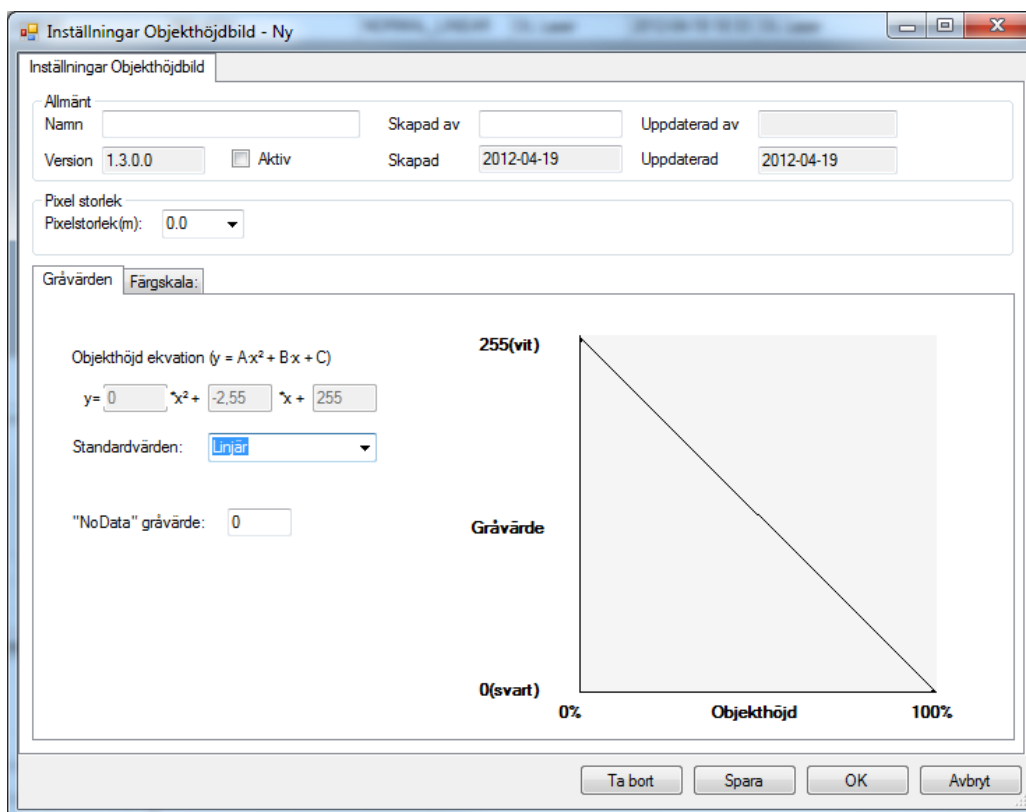 Inställningar Objekthöjdbild - Ny
Inställningar Objekthöjdbild
Allmänt
Namn Skapad av Uppdaterad av
Version 1.3.0.0 Aktiv Skapad 2012-04-19 Uppdaterad 2012-04-19
Pixel storlek
Pixelstorlek(m): 0.0
Gråvärden Färgskala:
Objekthöjd ekvation (y = A·x² + B·x + C)
y= 0 *x² + -2,55 *x + 255
Standardvärden: Linjär
"NoData" gråvärde: 0
255(vit)
Gråvärde
0(svart)
0% Objekthöjd 100%
Ta bort Spara OK Avbryt